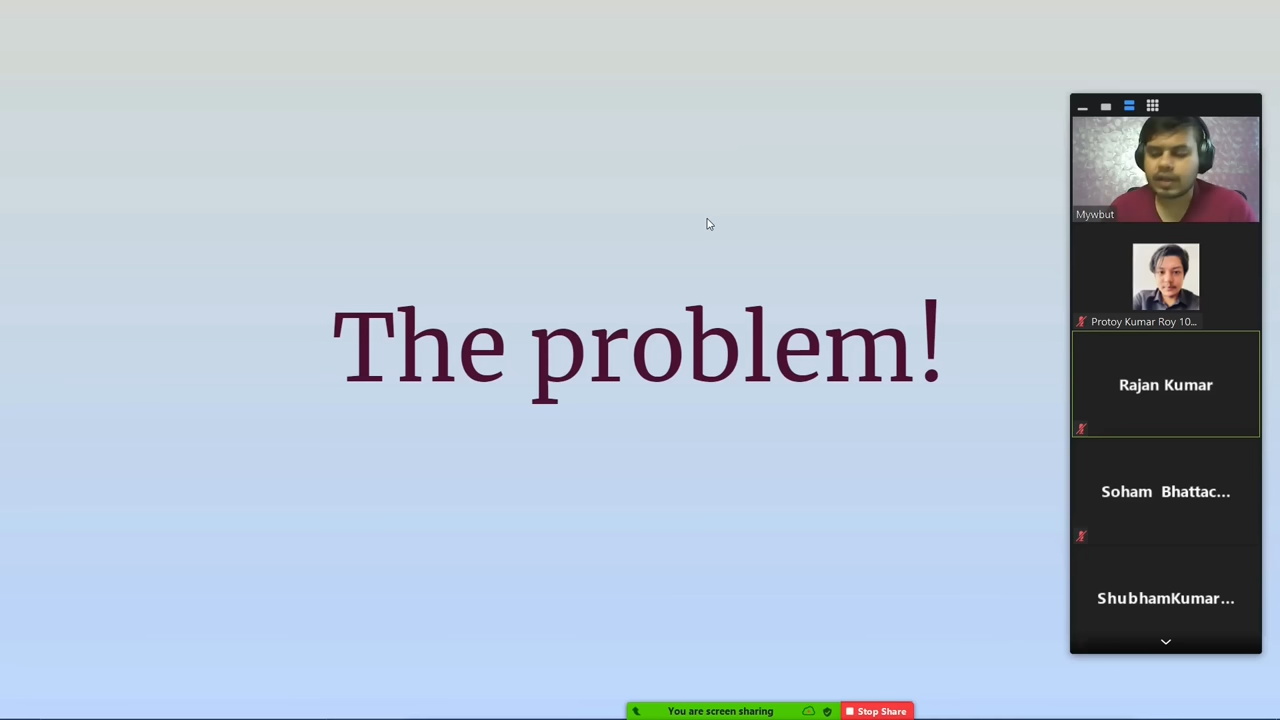 The problem!
Mywbut
Protoy Kumar Roy 10...
Rajan Kumar
Soham Bhattac...
ShubhamKumar...
You are screen sharing
Stop Share